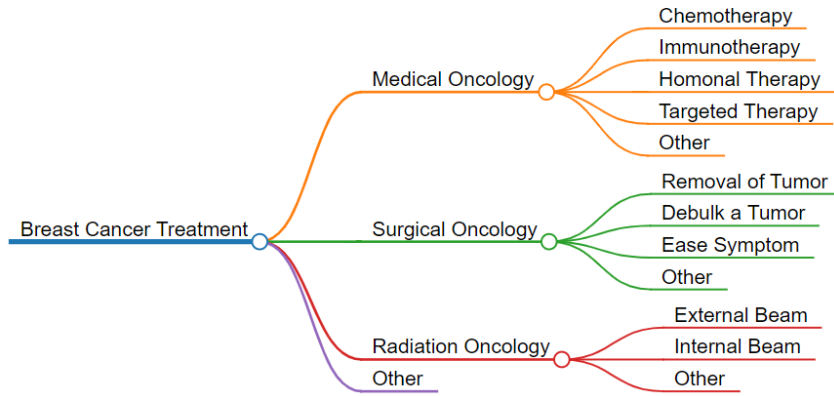 Breast Cancer Treatment
Medical Oncology
Chemotherapy
Immunotherapy
Homonal Therapy
Targeted Therapy
Other
Surgical Oncology
Removal of Tumor
Debulk a Tumor
Ease Symptom
Other
Radiation Oncology
External Beam
Internal Beam
Other
Other